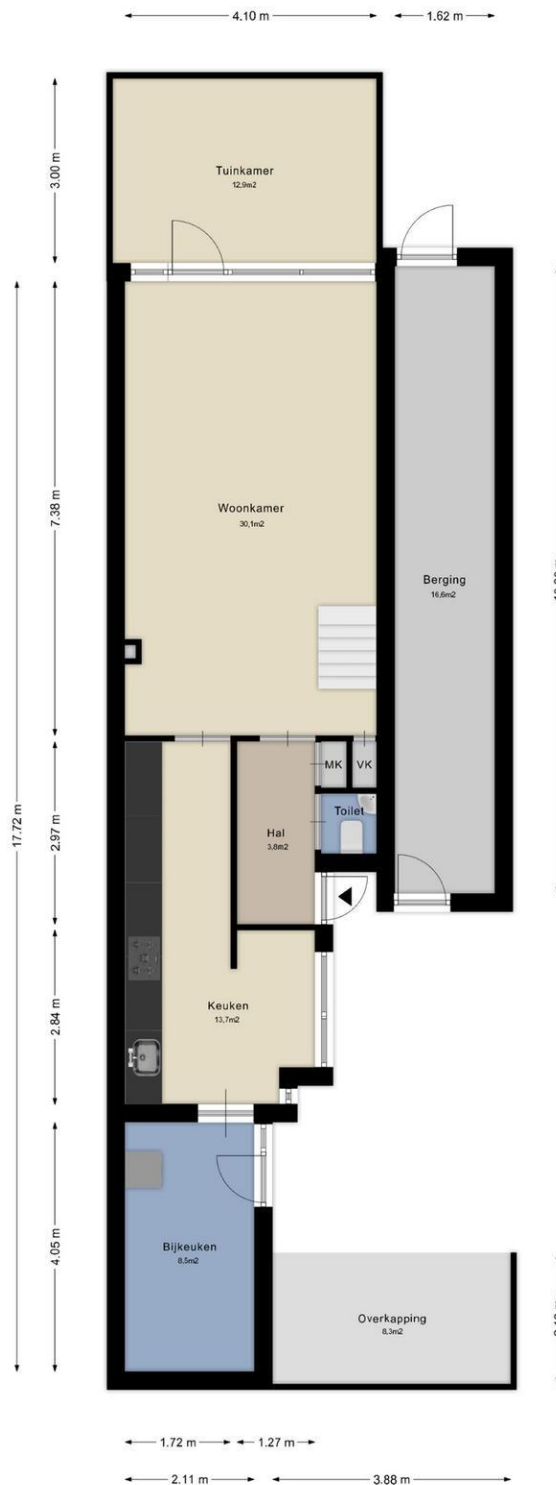 4.10 m
1.62 m
3.00 m
Tuinkamer
12,9m2
7.38 m
Woonkamer
30,1m2
Berging
16,6m2
17.72 m
2.97 m
MK
VK
Toilet
Hal
3,8m2
2.84 m
Keuken
13,7m2
4.05 m
Bijkeuken
8,5m2
Overkapping
8,3m2
1.72 m
1.27 m
2.11 m
3.88 m